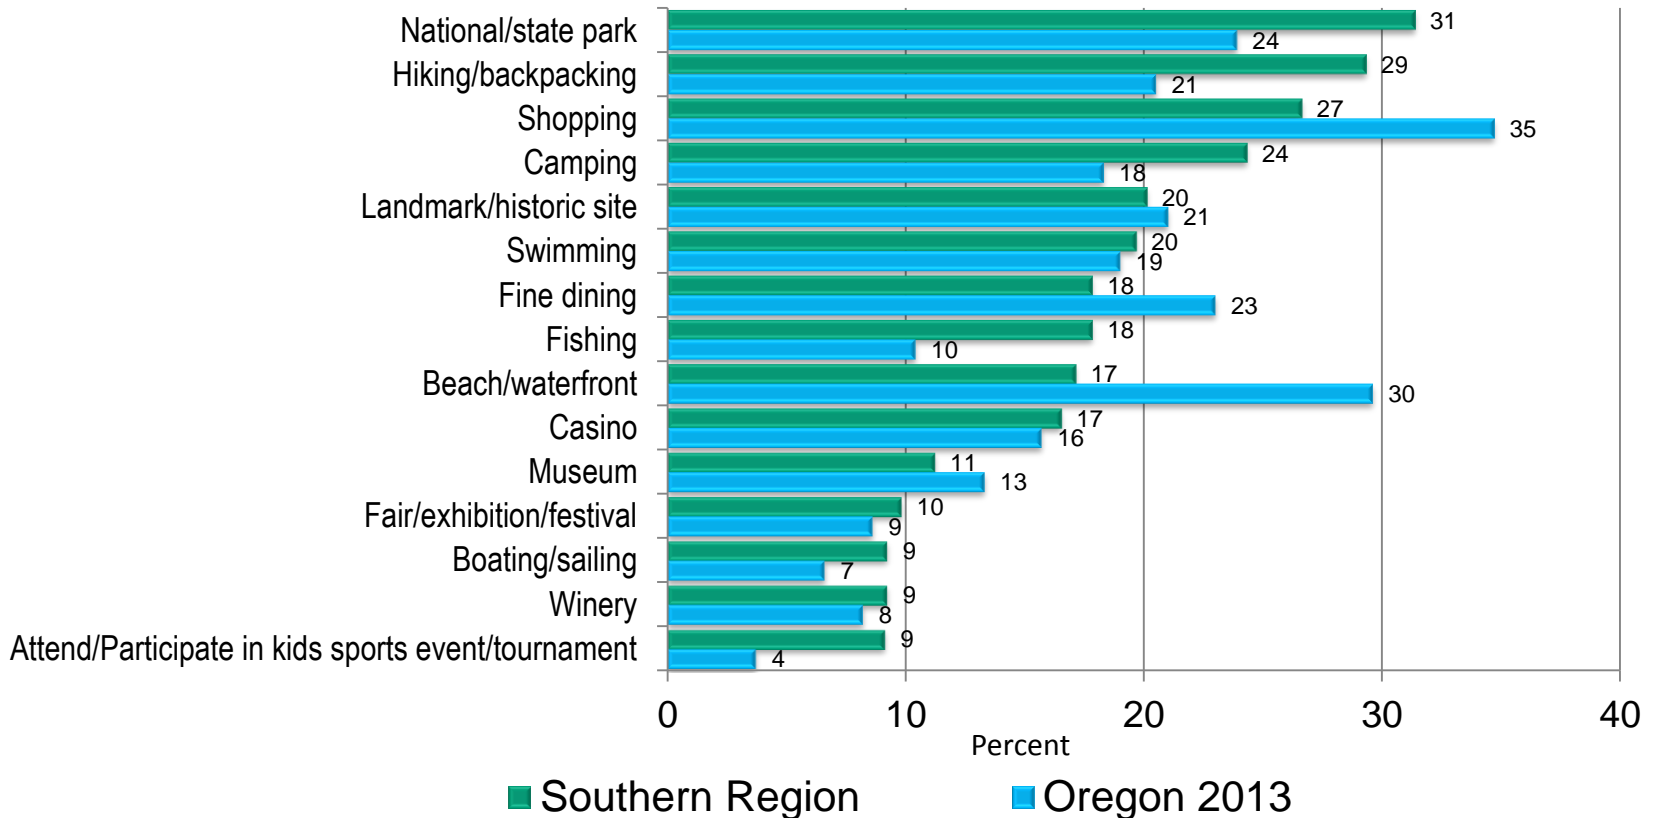 National/state park 31
24
Hiking/backpacking 29
21
Shopping 27
35
Camping 24
18
Landmark/historic site 20
21
Swimming 20
19
Fine dining 18
23
Fishing 18
10
Beach/waterfront 17
30
Casino 17
16
Museum 11
13
Fair/exhibition/festival 10
9
Boating/sailing 9
7
Winery 9
8
Attend/Participate in kids sports event/tournament 9
4
0 10 20 30 40
Percent
Southern Region Oregon 2013